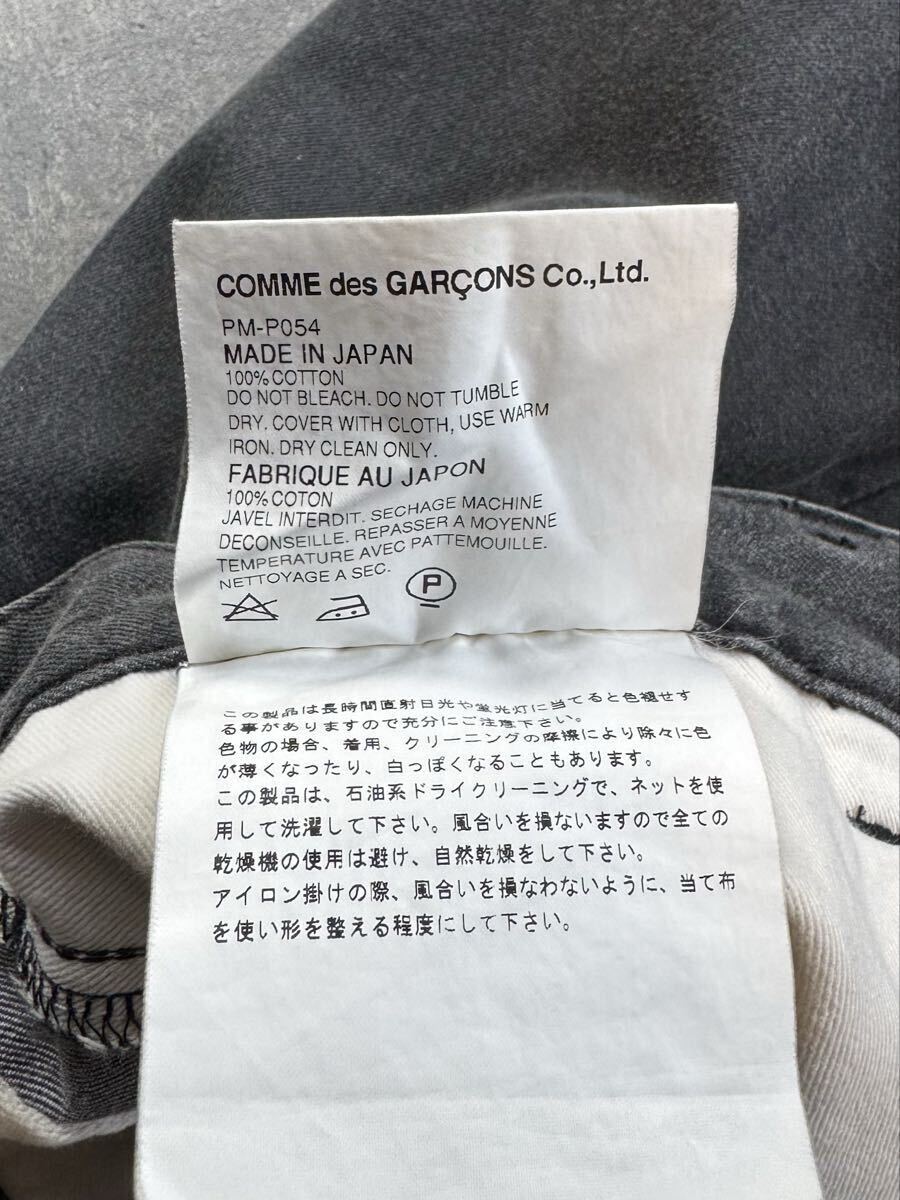 COMME des GARÇONS Co.,Ltd.
PM-P054
MADE IN JAPAN
100% COTTON
DO NOT BLEACH. DO NOT TUMBLE
DRY. COVER WITH CLOTH, USE WARM
IRON. DRY CLEAN ONLY.
FABRIQUE AU JAPON
100% COTON
JAVEL INTERDIT. SECHAGE MACHINE
DECONSEILLE. REPASSER A MOYENNE
TEMPERATURE AVEC PATTEMOUILLE.
NETTOYAGE A SEC.
P
この製品は長時間直射日光や蛍光灯に当てると色褪せす
る事がありますので充分にご注意下さい。
色物の場合、着用、クリーニングの摩擦により除々に色
が薄くなったり、白っぽくなることもあります。
この製品は、石油系ドライクリーニングで、ネットを使
用して洗濯して下さい。風合いを損ないますので全ての
乾燥機の使用は避け、自然乾燥をして下さい。
アイロン掛けの際、風合いを損なわないように、当て布
を使い形を整える程度にして下さい。